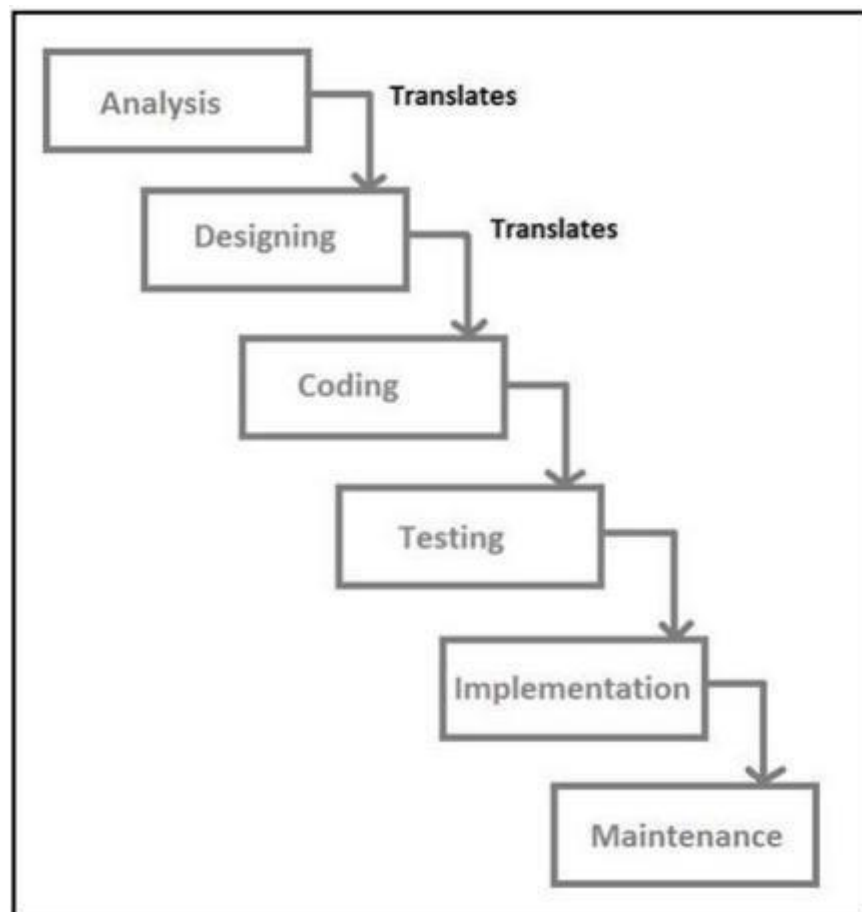 Analysis
Translates
Designing
Translates
Coding
Testing
Implementation
Maintenance